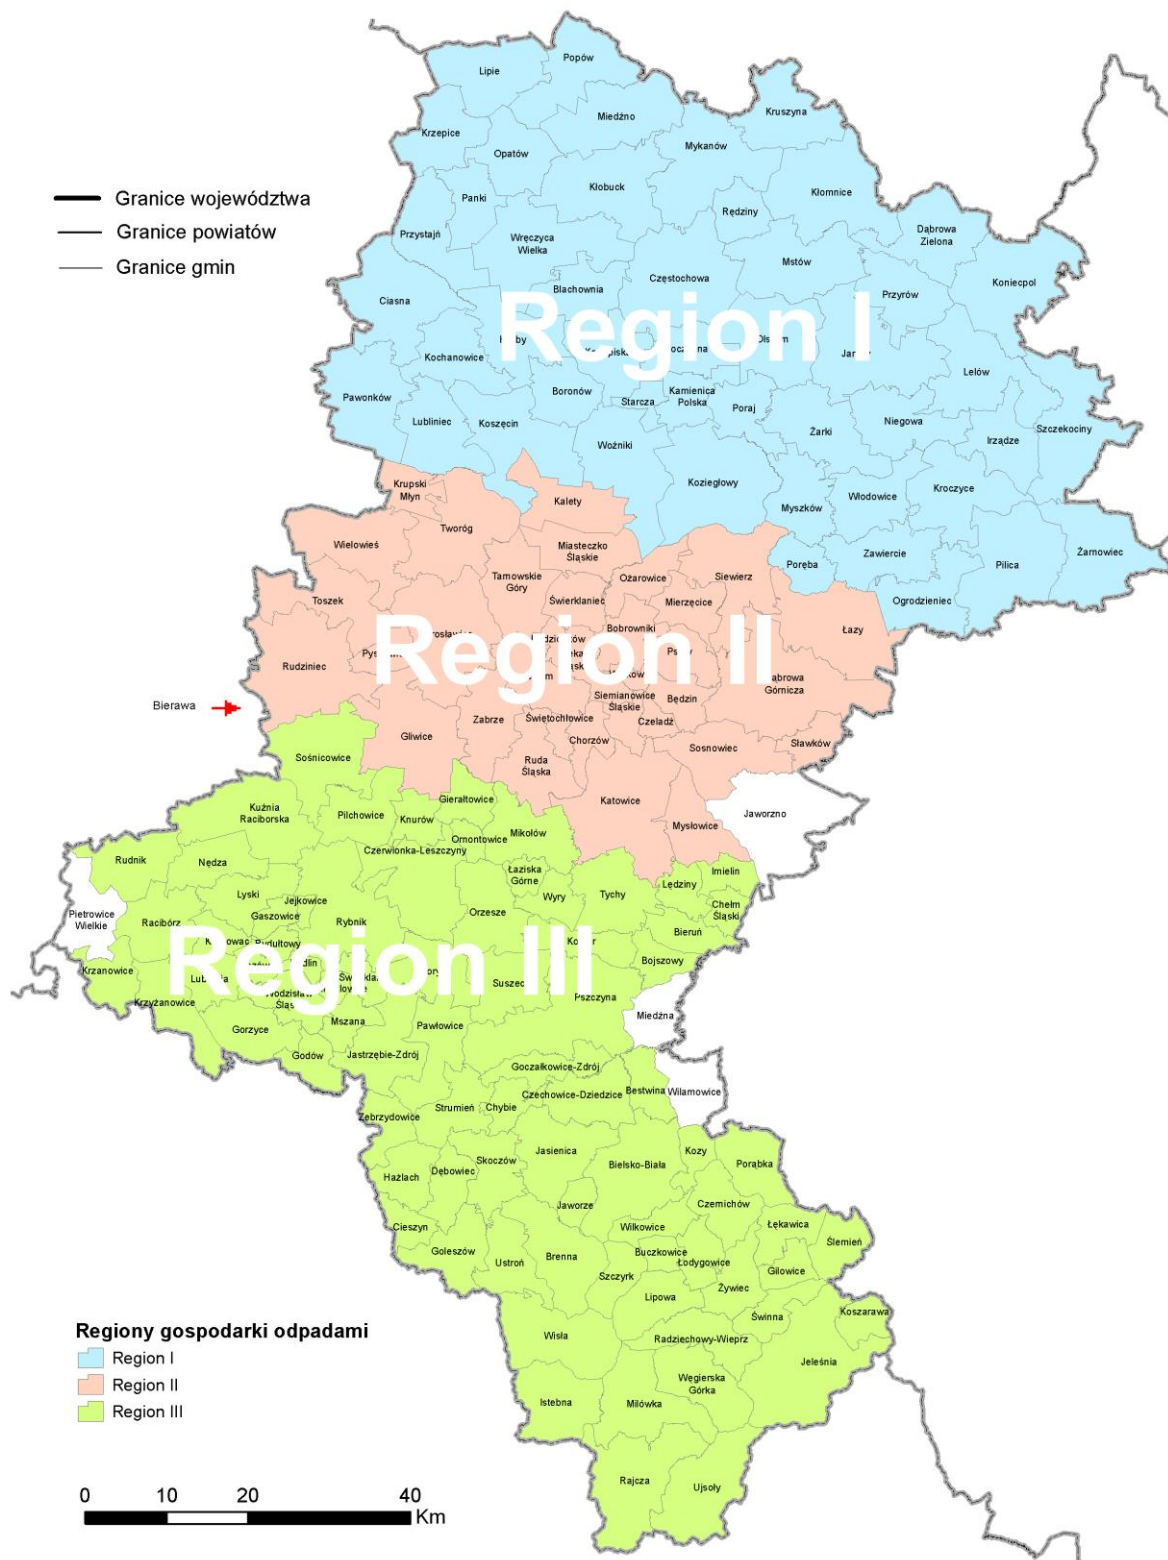 Popów
Lipie
Kruszyna
Miedźno
Krzepice
Mykanów
Opatów
Kłobuck
Kłomnice
Granice województwa
Panki
Rędziny
Granice powiatów
Przystajń
Dąbrowa
Zielona
Wręczyca
Wielka
Granice gmin
Mstów
Częstochowa
Koniecpol
Blachownia
Przyrów
Ciasna
Region I
Kochanowice
Lelów
Boronów
Kamienica
Polska
Pawonków
Starcza
Poraj
Lubliniec
Koszęcin
Niegowa
Szczekociny
Żarki
Irządze
Woźniki
Koziegłowy
Krupski
Młyn
Kroczyce
Włodowice
Kalety
Myszków
Tworóg
Wielowieś
Miasteczko
Śląskie
Zawiercie
Żarnowiec
Poręba
Pilica
Tarnowskie
Góry
Ożarowice
Siewierz
Toszek
Świerklaniec
Mierzęcice
Ogrodzieniec
Bobrowniki
Łazy
Region II
Rudziniec
Górnicza
Siemianowice
Śląskie
Będzin
Bierawa
Zabrze
Świętochłowice
Czeladź
Gliwice
Chorzów
Sosnowiec
Sławków
Sośnicowice
Ruda
Śląska
Gierałtowice
Katowice
Kuźnia
Raciborska
Pilchowice
Knurów
Jaworzno
Mikołów
Mysłowice
Ornontowice
Czerwionka-Leszczyny
Rudnik
Nędza
Łaziska
Górne
Imielin
Lędziny
Lyski
Jejkowice
Wyry
Tychy
Chełm
Śląski
Pietrowice
Wielkie
Gaszowice
Orzesze
Racibórz
Rybnik
Bieruń
Region III
Bojszowy
Krzanowice
Suszec
Krzyżanowice
Pszczyna
Mszana
Miedźna
Gorzyce
Pawłowice
Godów
Jastrzębie-Zdrój
Goczałkowice-Zdrój
Bestwina
Wilamowice
Czechowice-Dziedzice
Strumień
Chybie
Zebrzydowice
Jasienica
Kozy
Skoczów
Bielsko-Biała
Porąbka
Dębowiec
Hażlach
Jaworze
Czernichów
Cieszyn
Wilkowice
Łękawica
Ślemień
Goleszów
Buczkowice
Ustroń
Brenna
Łodygowice
Gilowice
Szczyrk
Żywiec
Lipowa
Koszarawa
Świnna
Regiony gospodarki odpadami
Wisła
Radziechowy-Wieprz
Region I
Jeleśnia
Region II
Węgierska
Górka
Istebna
Milówka
Region III
Rajcza
Ujsoły
0 10 20 40
Km